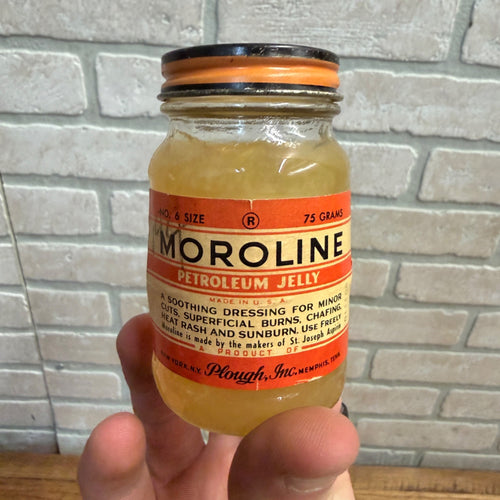 NO. 6 SIZE ® 75 GRAMS
MOROLINE
PETROLEUM JELLY
MADE IN U.S.A.
A SOOTHING DRESSING FOR MINOR
CUTS, SUPERFICIAL BURNS, CHAFING,
HEAT RASH AND SUNBURN. USE FREELY
Moroline is made by the makers of St. Joseph Aspirin
A PRODUCT OF
NEW YORK, N.Y. Plough, Inc. MEMPHIS, TENN.